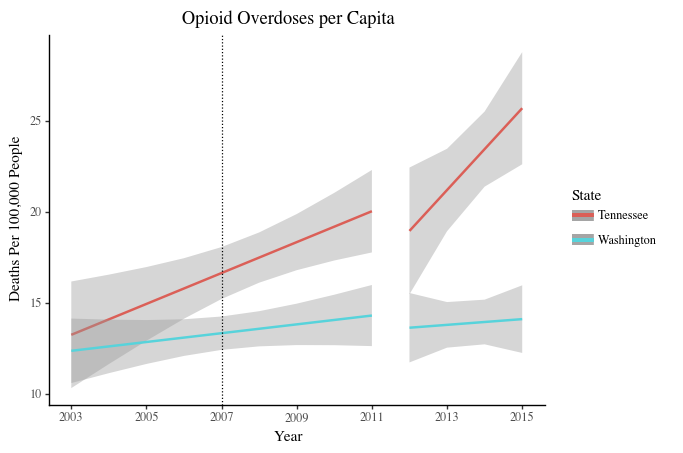 Opioid Overdoses per Capita
Deaths Per 100,000 People
25
20
15
10
2003 2005 2007 2009 2011 2013 2015
Year
State
Tennessee
Washington